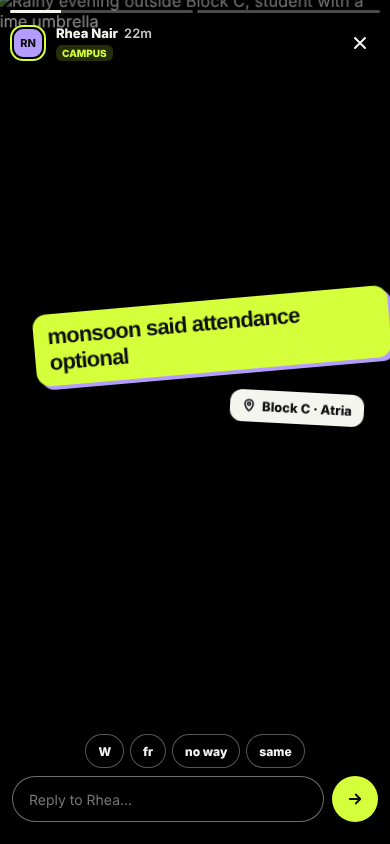 Rainy evening outside Block C, student with a
lime umbrella
RN
Rhea Nair 22m
CAMPUS
monsoon said attendance
optional
Block C · Atria
W
fr
no way
same
Reply to Rhea...